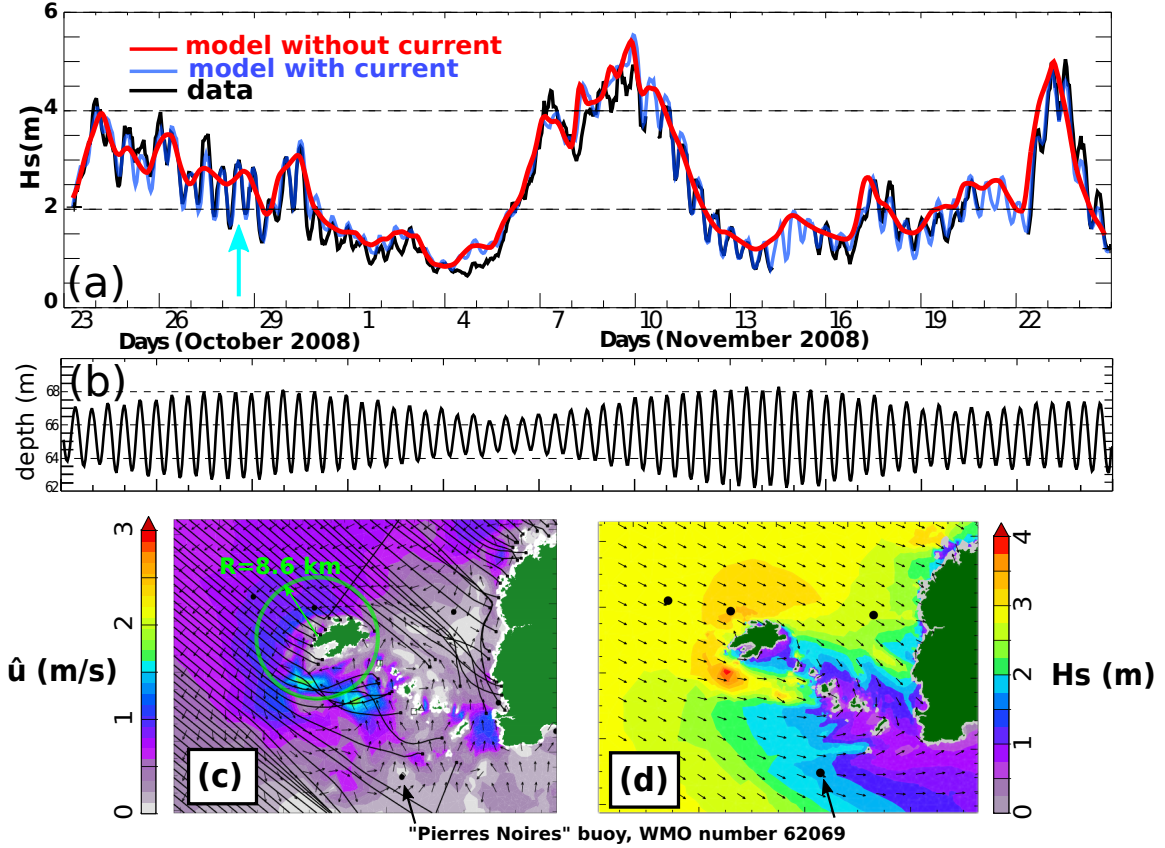 6
model without current
model with current
data
4
Hs(m)
2
(a)
0
23 26 29 1 4 7 10 13 16 19 22
Days (October 2008) Days (November 2008)
(b)
68
66
64
62
depth (m)
3
2
1
0
û (m/s)
R=8.6 km
(c)
(d)
4
3
2
1
0
Hs (m)
"Pierres Noires" buoy, WMO number 62069